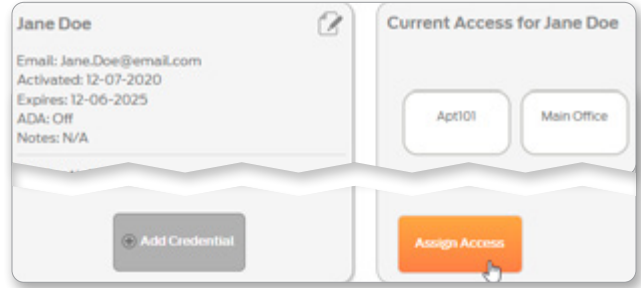 Jane Doe
Email: Jane.Doe@email.com
Activated: 12-07-2020
Expires: 12-06-2025
ADA: Off
Notes: N/A
Add Credential
Current Access for Jane Doe
Apt101
Main Office
Assign Access